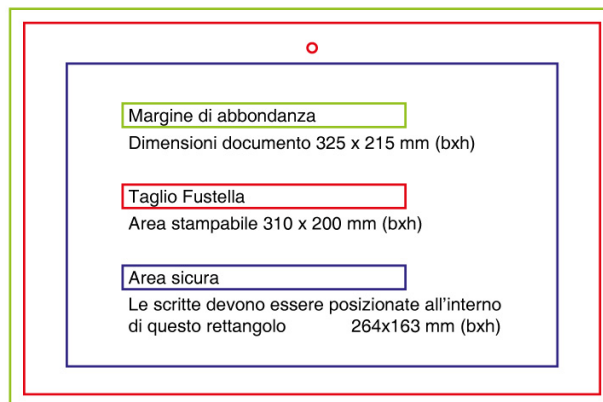 Margine di abbondanza
Dimensioni documento 325 x 215 mm (bxh)
Taglio Fustella
Area stampabile 310 x 200 mm (bxh)
Area sicura
Le scritte devono essere posizionate all'interno
di questo rettangolo 264x163 mm (bxh)